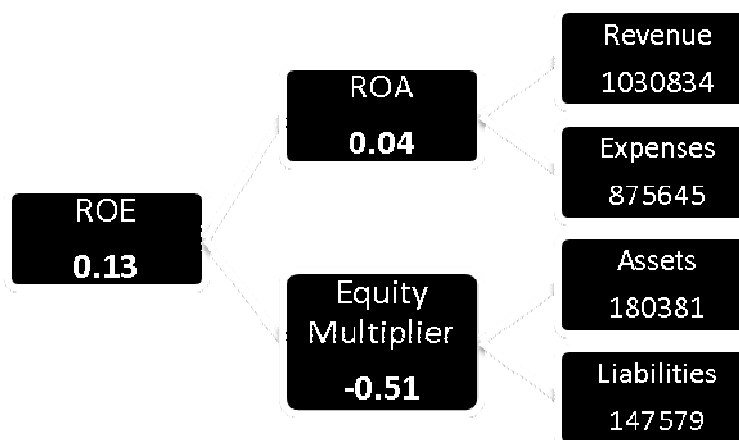 ROE
0.13
ROA
0.04
Equity
Multiplier
-0.51
Revenue
1030834
Expenses
875645
Assets
180381
Liabilities
147579